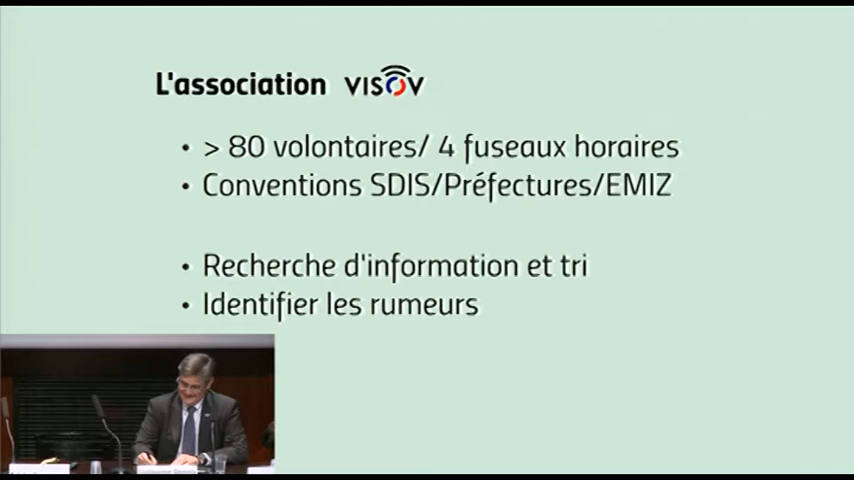 L'association VISOV
• > 80 volontaires/ 4 fuseaux horaires
• Conventions SDIS/Préfectures/EMIZ
• Recherche d'information et tri
• Identifier les rumeurs